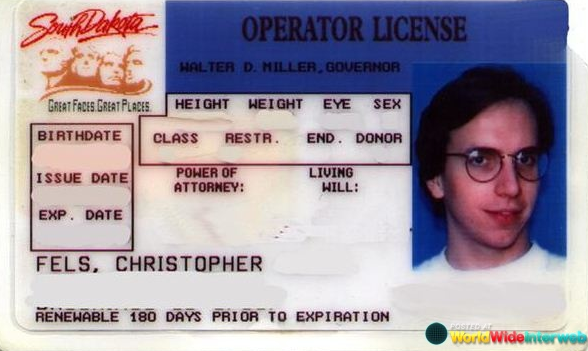 South Dakota
GREAT FACES. GREAT PLACES.
OPERATOR LICENSE
WALTER D. MILLER, GOVERNOR
HEIGHT WEIGHT EYE SEX
CLASS RESTR. END. DONOR
BIRTHDATE
ISSUE DATE
EXP. DATE
POWER OF
ATTORNEY:
LIVING
WILL:
FELS, CHRISTOPHER
RENEWABLE 180 DAYS PRIOR TO EXPIRATION
POSTED AT
WorldWideInterweb